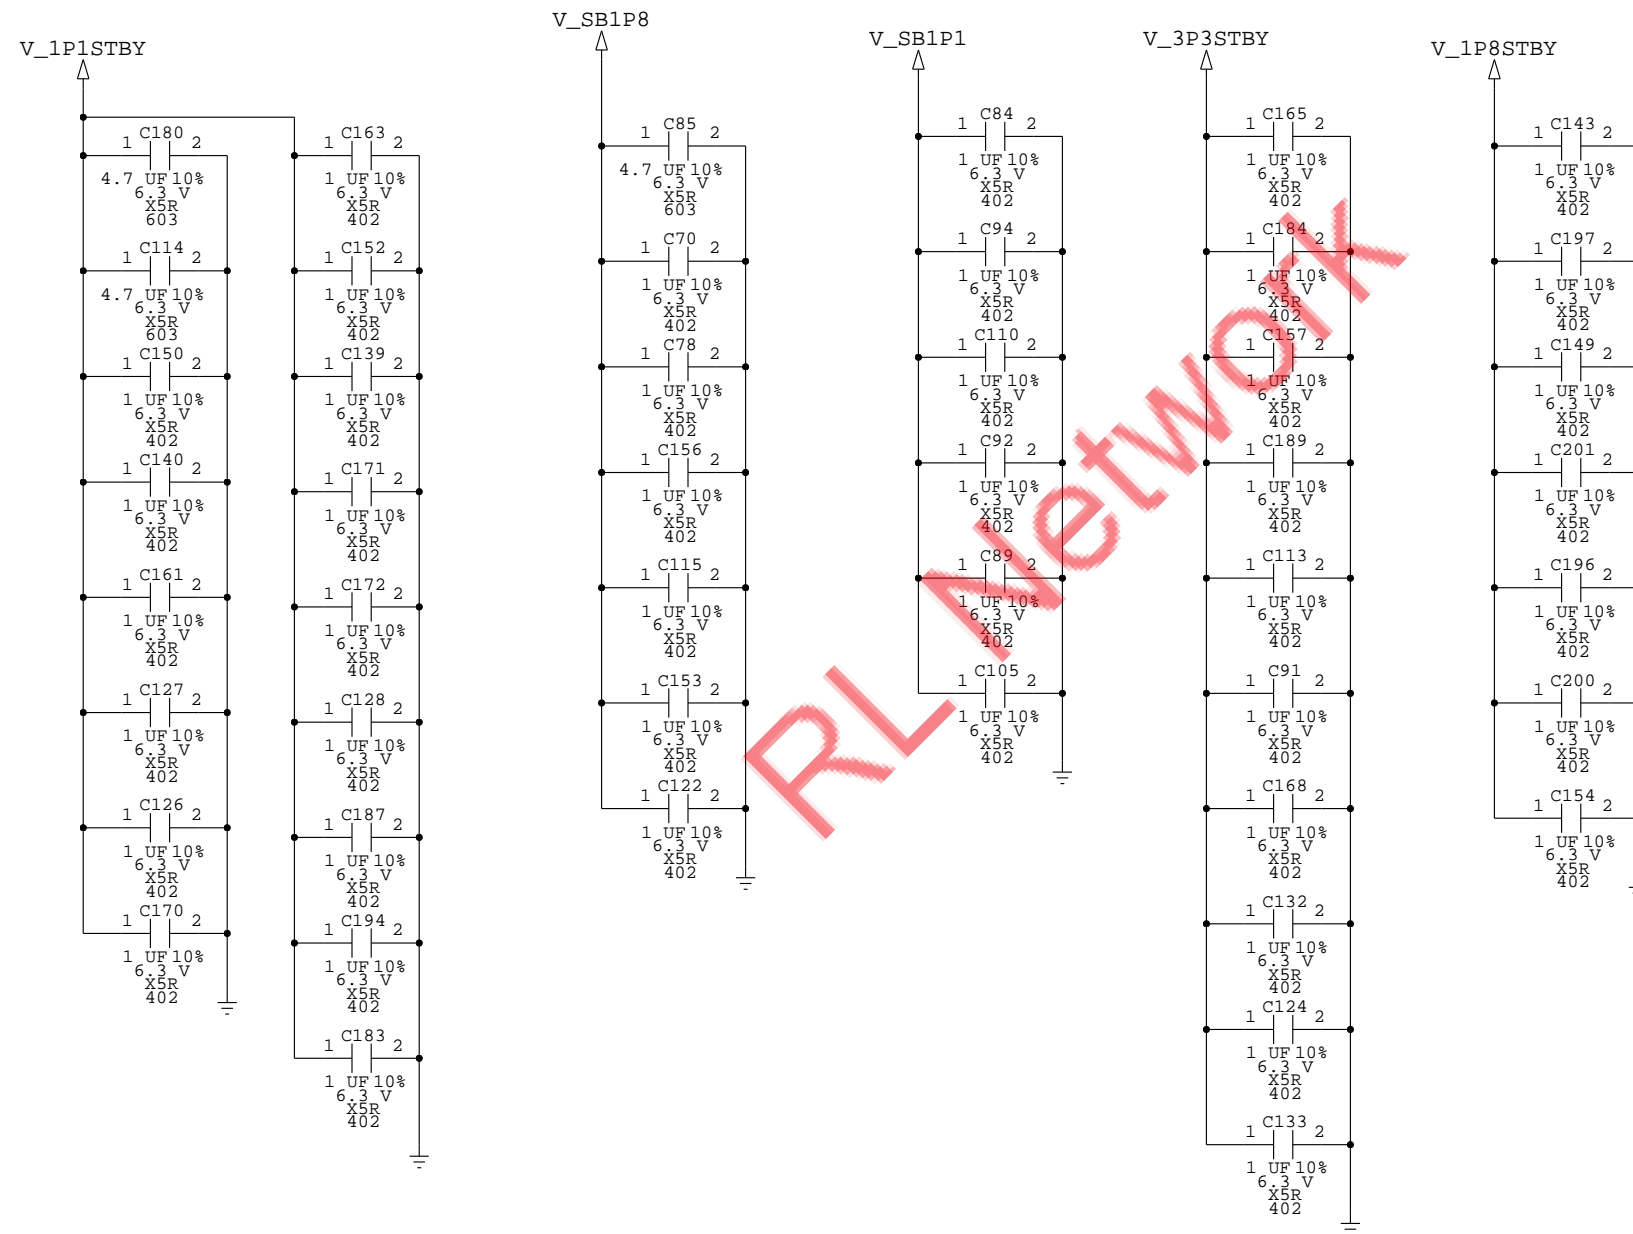 V_1P1STBY
1 C180 2
4.7 UF 10%
6.3 V
X5R
603
1 C114 2
4.7 UF 10%
6.3 V
X5R
603
1 C150 2
1 UF 10%
6.3 V
X5R
402
1 C140 2
1 UF 10%
6.3 V
X5R
402
1 C161 2
1 UF 10%
6.3 V
X5R
402
1 C127 2
1 UF 10%
6.3 V
X5R
402
1 C126 2
1 UF 10%
6.3 V
X5R
402
1 C170 2
1 UF 10%
6.3 V
X5R
402
1 C163 2
1 UF 10%
6.3 V
X5R
402
1 C152 2
1 UF 10%
6.3 V
X5R
402
1 C139 2
1 UF 10%
6.3 V
X5R
402
1 C171 2
1 UF 10%
6.3 V
X5R
402
1 C172 2
1 UF 10%
6.3 V
X5R
402
1 C128 2
1 UF 10%
6.3 V
X5R
402
1 C187 2
1 UF 10%
6.3 V
X5R
402
1 C194 2
1 UF 10%
6.3 V
X5R
402
1 C183 2
1 UF 10%
6.3 V
X5R
402
V_SB1P8
1 C85 2
4.7 UF 10%
6.3 V
X5R
603
1 C70 2
1 UF 10%
6.3 V
X5R
402
1 C78 2
1 UF 10%
6.3 V
X5R
402
1 C156 2
1 UF 10%
6.3 V
X5R
402
1 C115 2
1 UF 10%
6.3 V
X5R
402
1 C153 2
1 UF 10%
6.3 V
X5R
402
1 C122 2
1 UF 10%
6.3 V
X5R
402
V_SB1P1
1 C84 2
1 UF 10%
6.3 V
X5R
402
1 C94 2
1 UF 10%
6.3 V
X5R
402
1 C110 2
1 UF 10%
6.3 V
X5R
402
1 C92 2
1 UF 10%
6.3 V
X5R
402
1 C89 2
1 UF 10%
6.3 V
X5R
402
1 C105 2
1 UF 10%
6.3 V
X5R
402
V_3P3STBY
1 C165 2
1 UF 10%
6.3 V
X5R
402
1 C184 2
1 UF 10%
6.3 V
X5R
402
1 C157 2
1 UF 10%
6.3 V
X5R
402
1 C189 2
1 UF 10%
6.3 V
X5R
402
1 C113 2
1 UF 10%
6.3 V
X5R
402
1 C91 2
1 UF 10%
6.3 V
X5R
402
1 C168 2
1 UF 10%
6.3 V
X5R
402
1 C132 2
1 UF 10%
6.3 V
X5R
402
1 C124 2
1 UF 10%
6.3 V
X5R
402
1 C133 2
1 UF 10%
6.3 V
X5R
402
V_1P8STBY
1 C143 2
1 UF 10%
6.3 V
X5R
402
1 C197 2
1 UF 10%
6.3 V
X5R
402
1 C149 2
1 UF 10%
6.3 V
X5R
402
1 C201 2
1 UF 10%
6.3 V
X5R
402
1 C196 2
1 UF 10%
6.3 V
X5R
402
1 C200 2
1 UF 10%
6.3 V
X5R
402
1 C154 2
1 UF 10%
6.3 V
X5R
402
RL Network